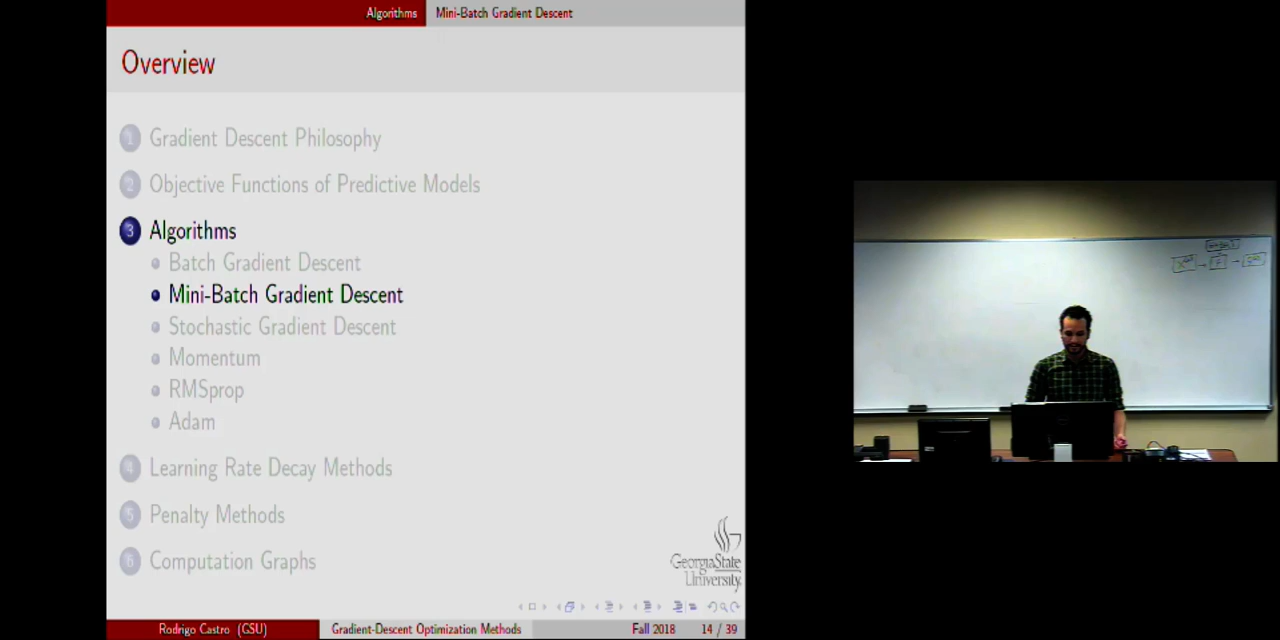 Algorithms Mini-Batch Gradient Descent
Overview
1 Gradient Descent Philosophy
2 Objective Functions of Predictive Models
3 Algorithms
Batch Gradient Descent
Mini-Batch Gradient Descent
Stochastic Gradient Descent
Momentum
RMSprop
Adam
4 Learning Rate Decay Methods
5 Penalty Methods
6 Computation Graphs
GeorgiaState
University
Rodrigo Castro (GSU) Gradient-Descent Optimization Methods Fall 2018 14 / 39